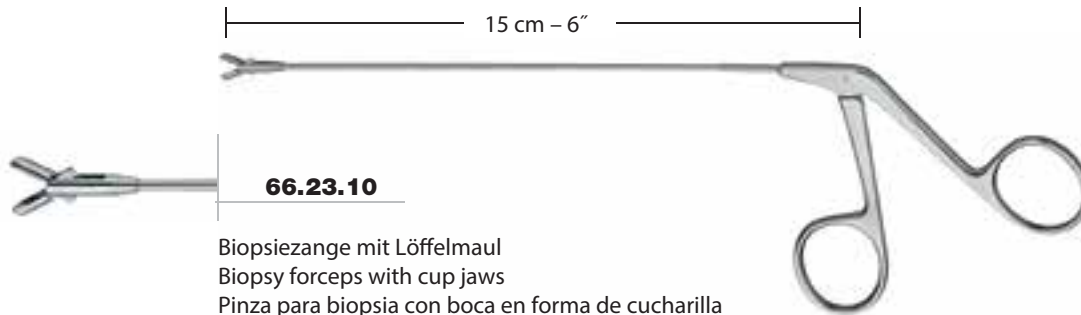 15 cm – 6˝
66.23.10
Biopsiezange mit Löffelmaul
Biopsy forceps with cup jaws
Pinza para biopsia con boca en forma de cucharilla